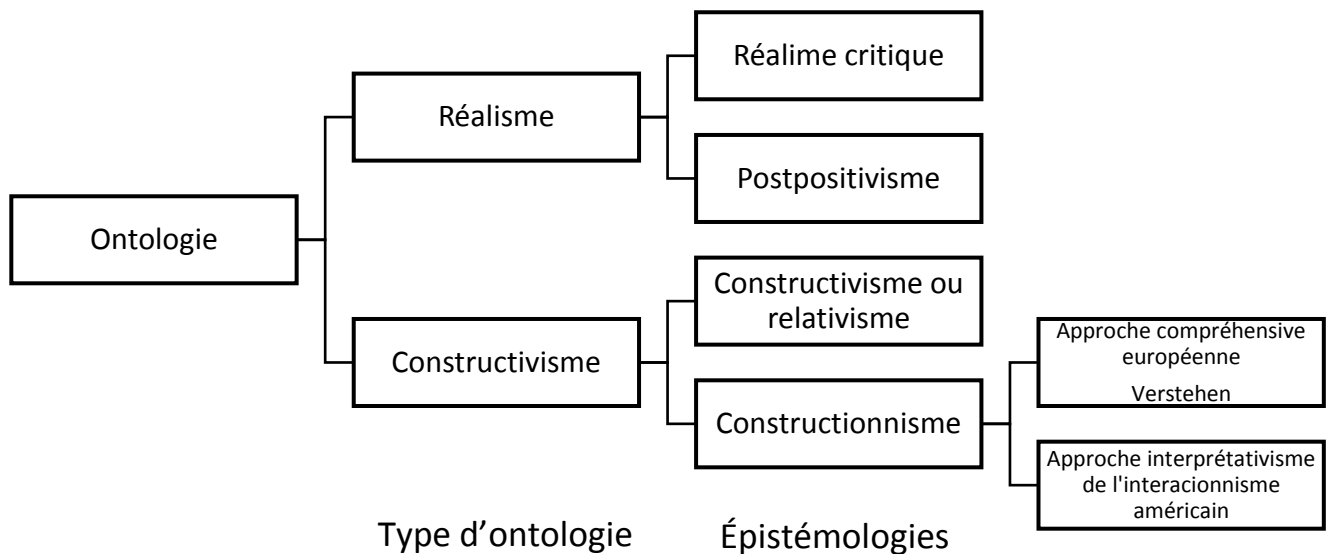 Ontologie
Réalisme
Réalime critique
Postpositivisme
Constructivisme
Constructivisme ou
relativisme
Constructionnisme
Approche compréhensive
européenne
Verstehen
Approche interprétativisme
de l'interacionnisme
américain
Type d’ontologie
Épistémologies